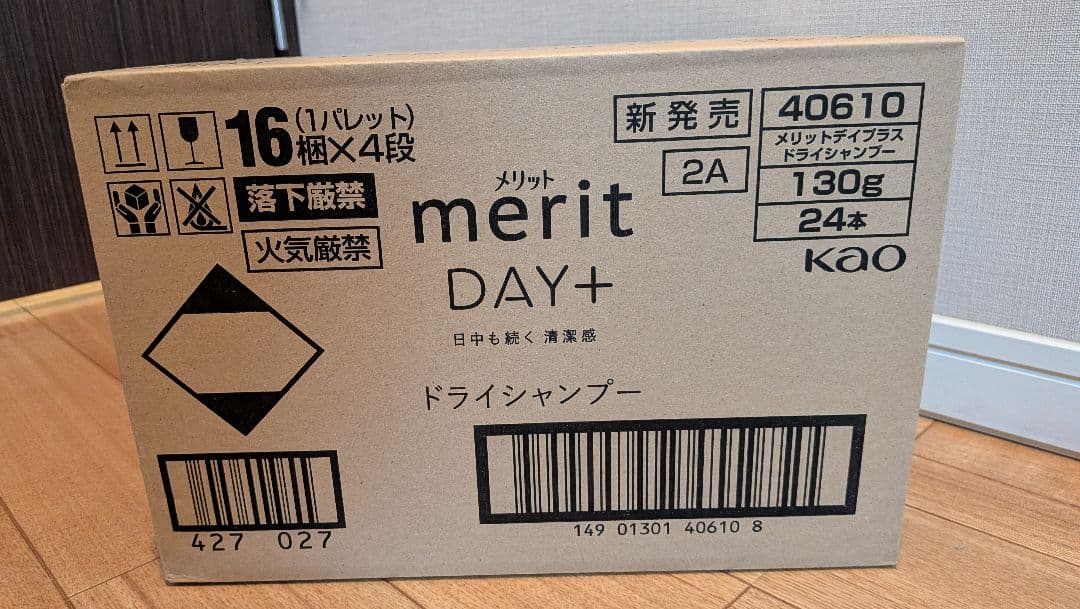 16
(1パレット)
梱×4段
落下厳禁
火気厳禁
メリット
merit
DAY+
日中も続く 清潔感
ドライシャンプー
新発売
2A
40610
メリットデイプラス
ドライシャンプー
130g
24本
Kao
427 027
149 01301 40610 8